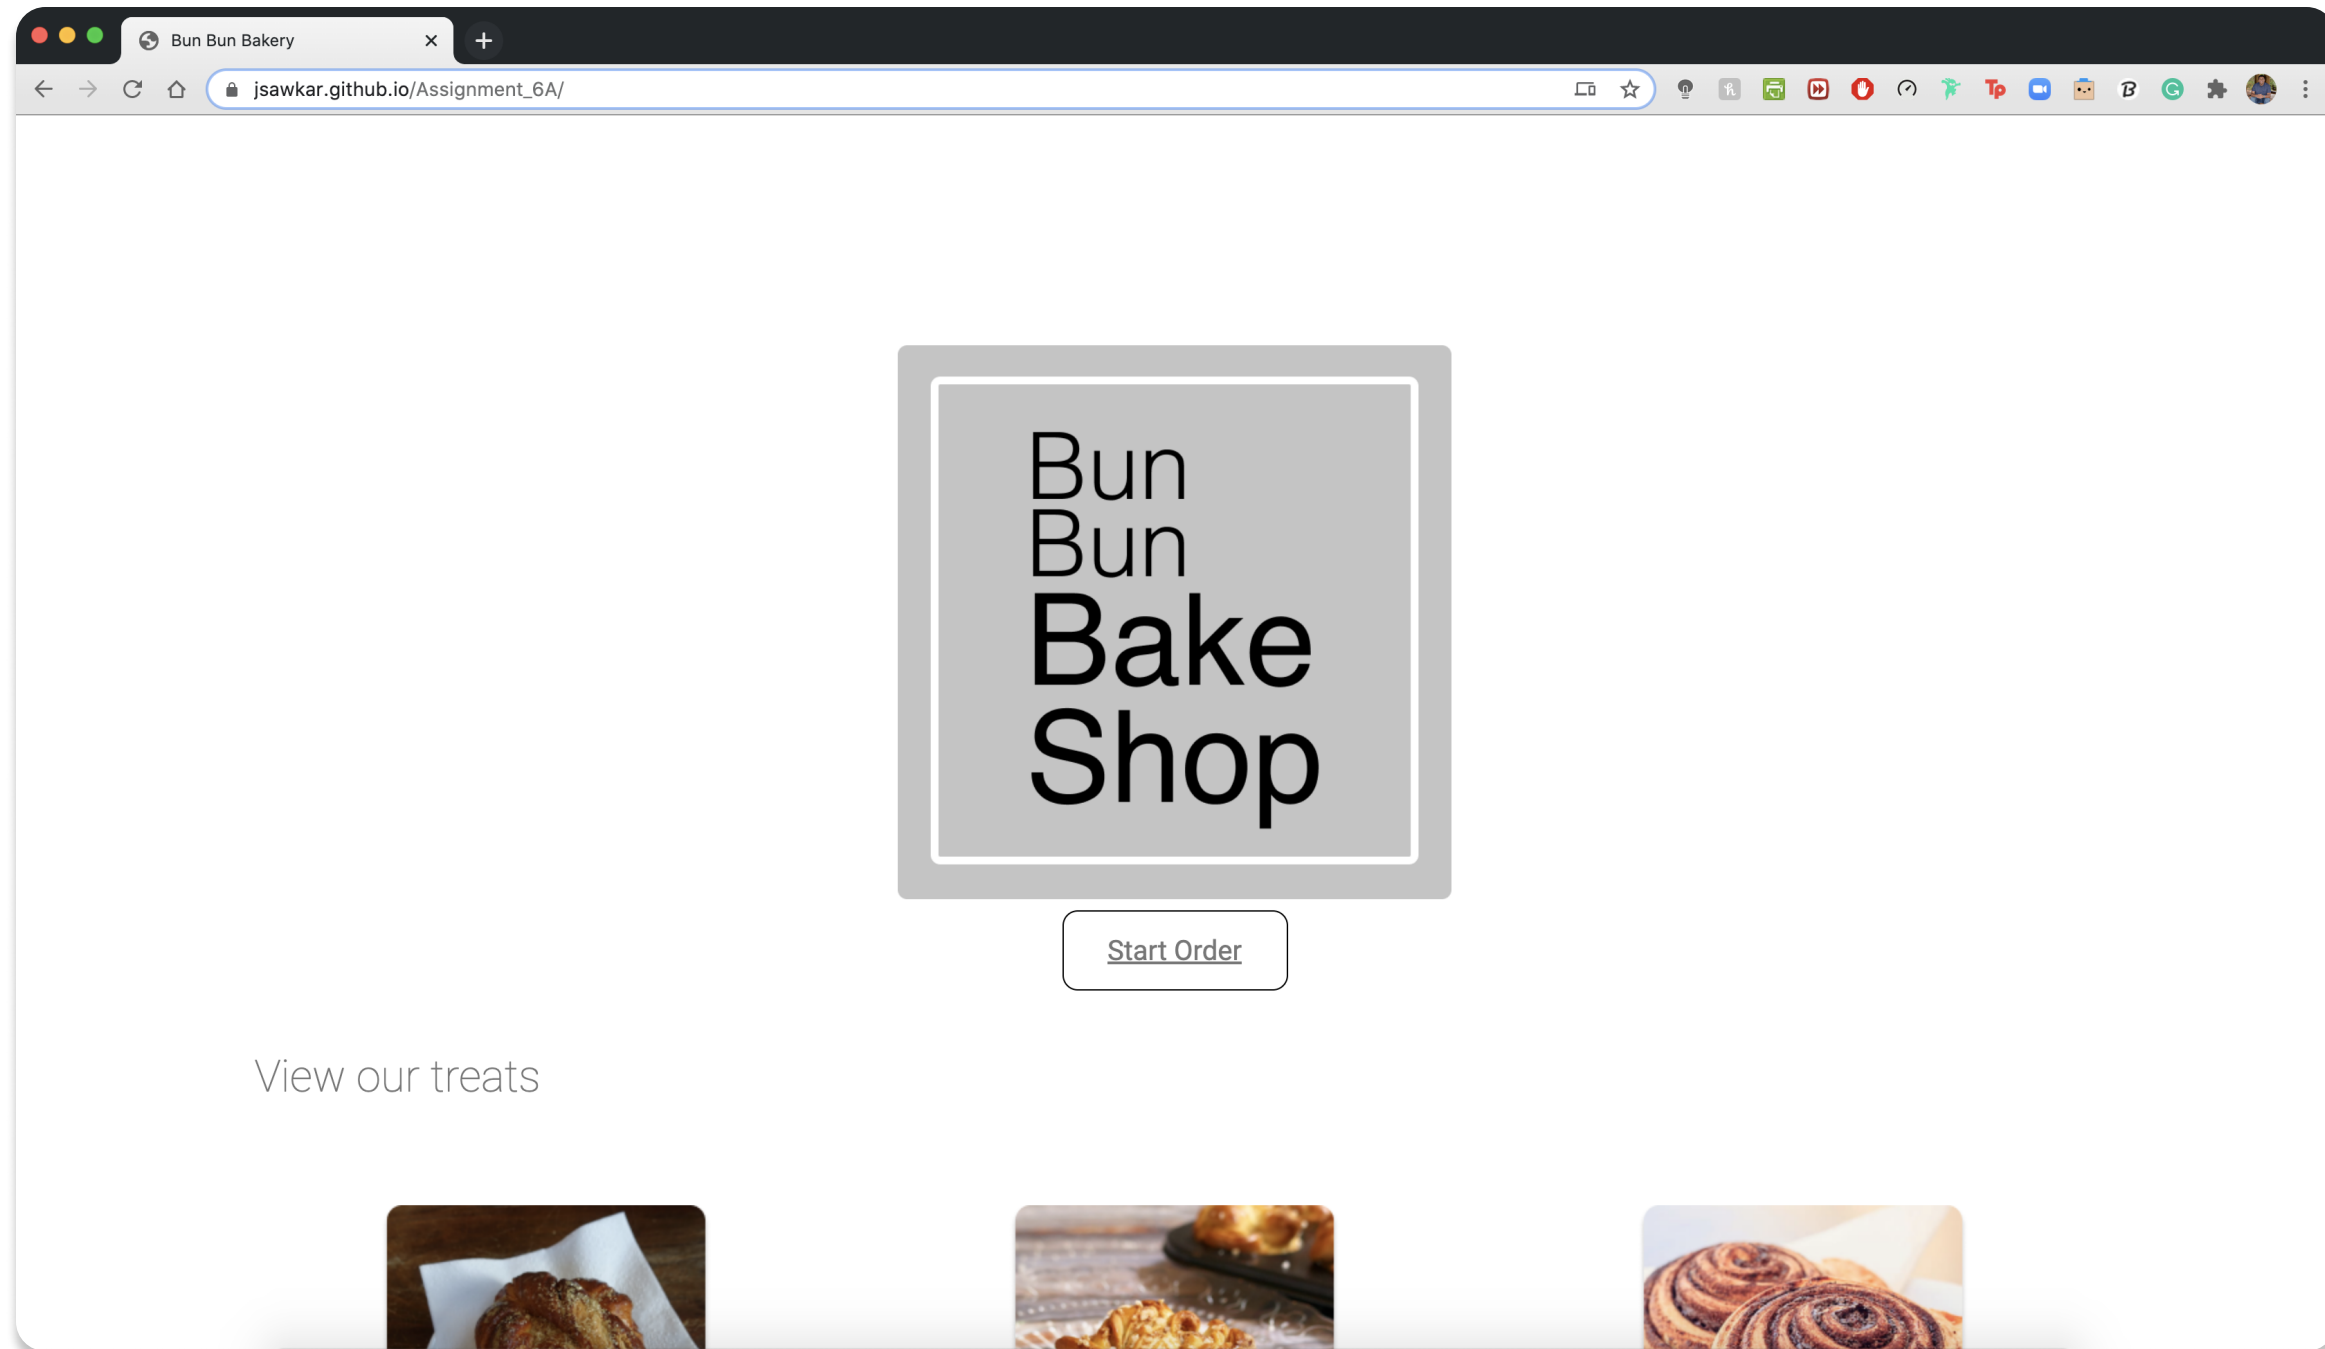 Bun Bun Bakery
jsawkar.github.io/Assignment_6A/
Bun
Bun
Bake
Shop
Start Order
View our treats